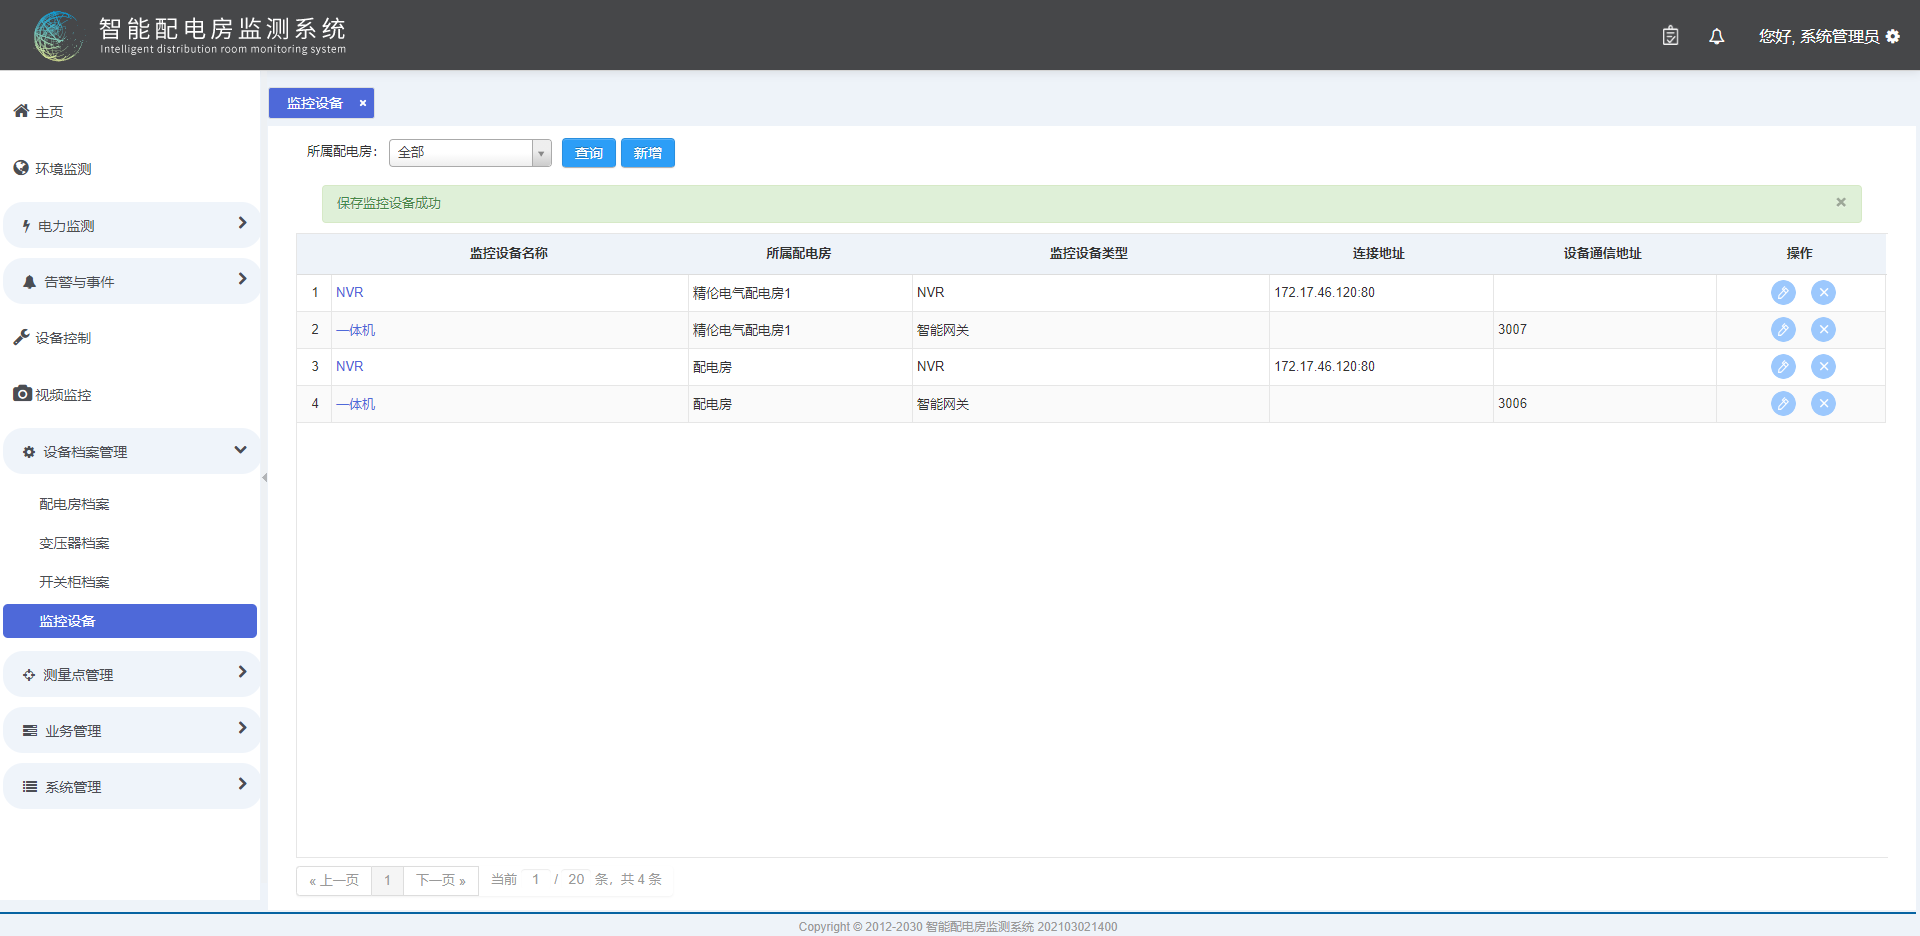 智能配电房监测系统
Intelligent distribution room monitoring system
您好, 系统管理员
主页
环境监测
电力监测
告警与事件
设备控制
视频监控
设备档案管理
配电房档案
变压器档案
开关柜档案
监控设备
测量点管理
业务管理
系统管理
监控设备 ×
所属配电房： 全部 查询 新增
保存监控设备成功 ×
监控设备名称 所属配电房 监控设备类型 连接地址 设备通信地址 操作
1 NVR 精伦电气配电房1 NVR 172.17.46.120:80
2 一体机 精伦电气配电房1 智能网关 3007
3 NVR 配电房 NVR 172.17.46.120:80
4 一体机 配电房 智能网关 3006
« 上一页 1 下一页 » 当前 1 / 20 条，共 4 条
Copyright © 2012-2030 智能配电房监测系统 202103021400